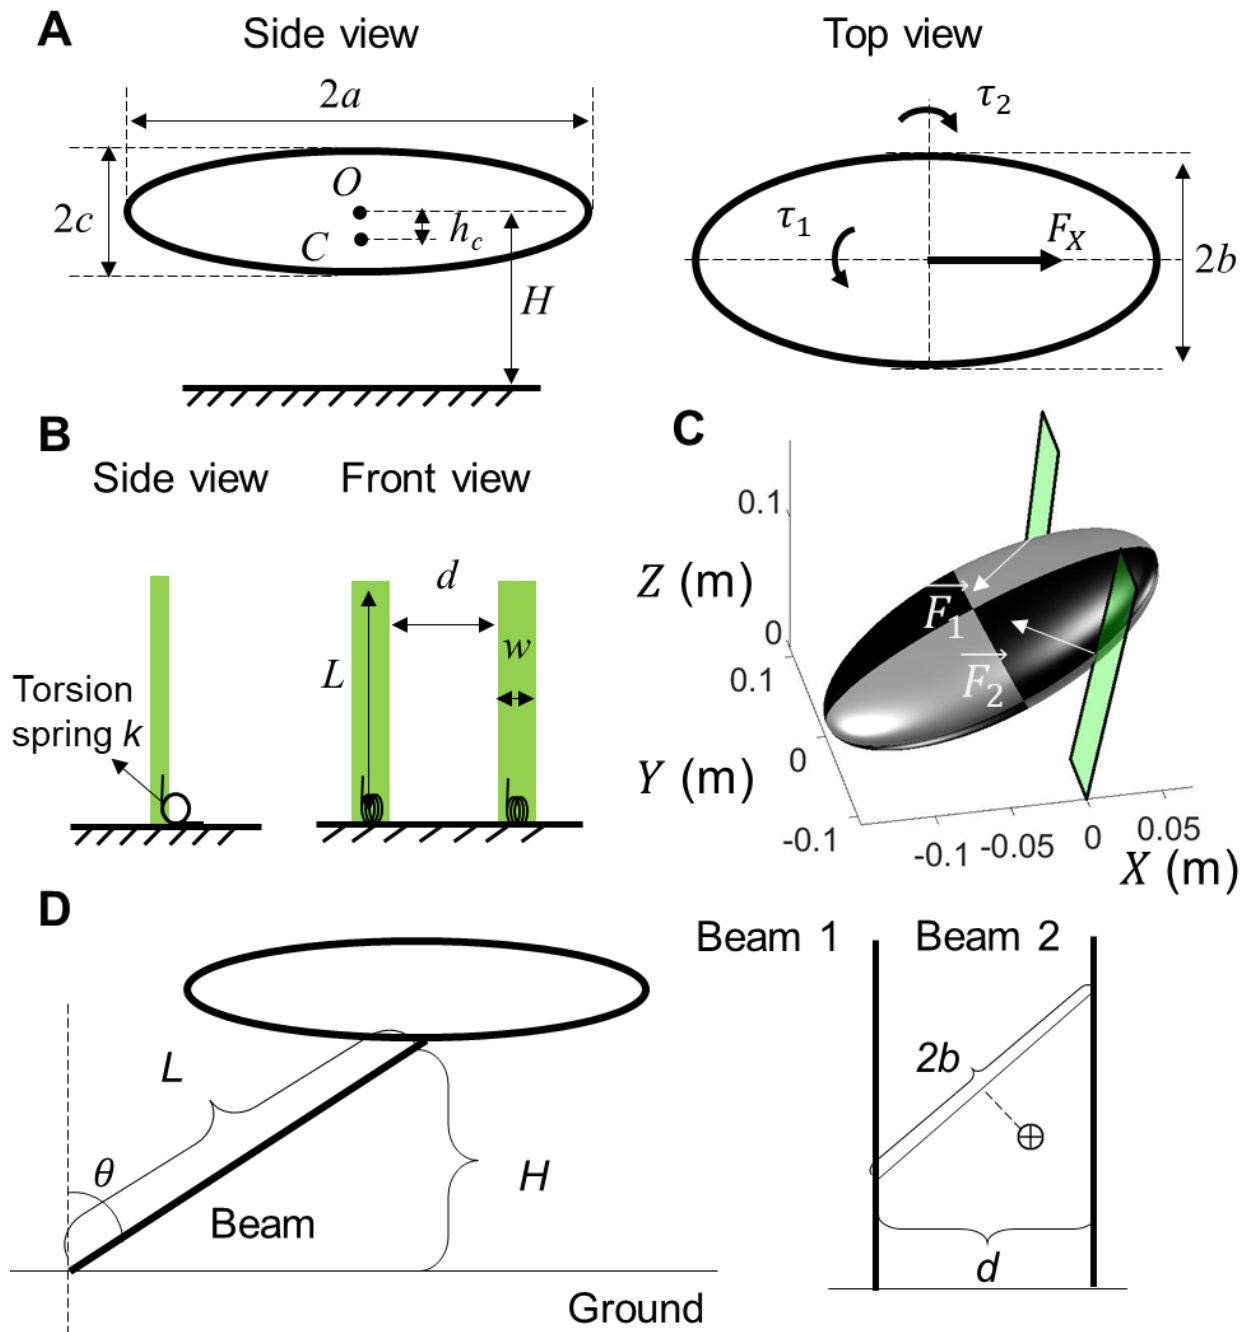 A
Side view
Top view
2a
2c
O
C
h_c
H
τ₂
τ₁
F_X
2b
B
Side view
Front view
d
w
L
Torsion
spring k
C
Z (m)
0.1
0
F₁
F₂
0.1
0
-0.1
Y (m)
-0.1
-0.05
0
0.05
X (m)
D
L
θ
H
Beam
Ground
Beam 1
Beam 2
2b
d